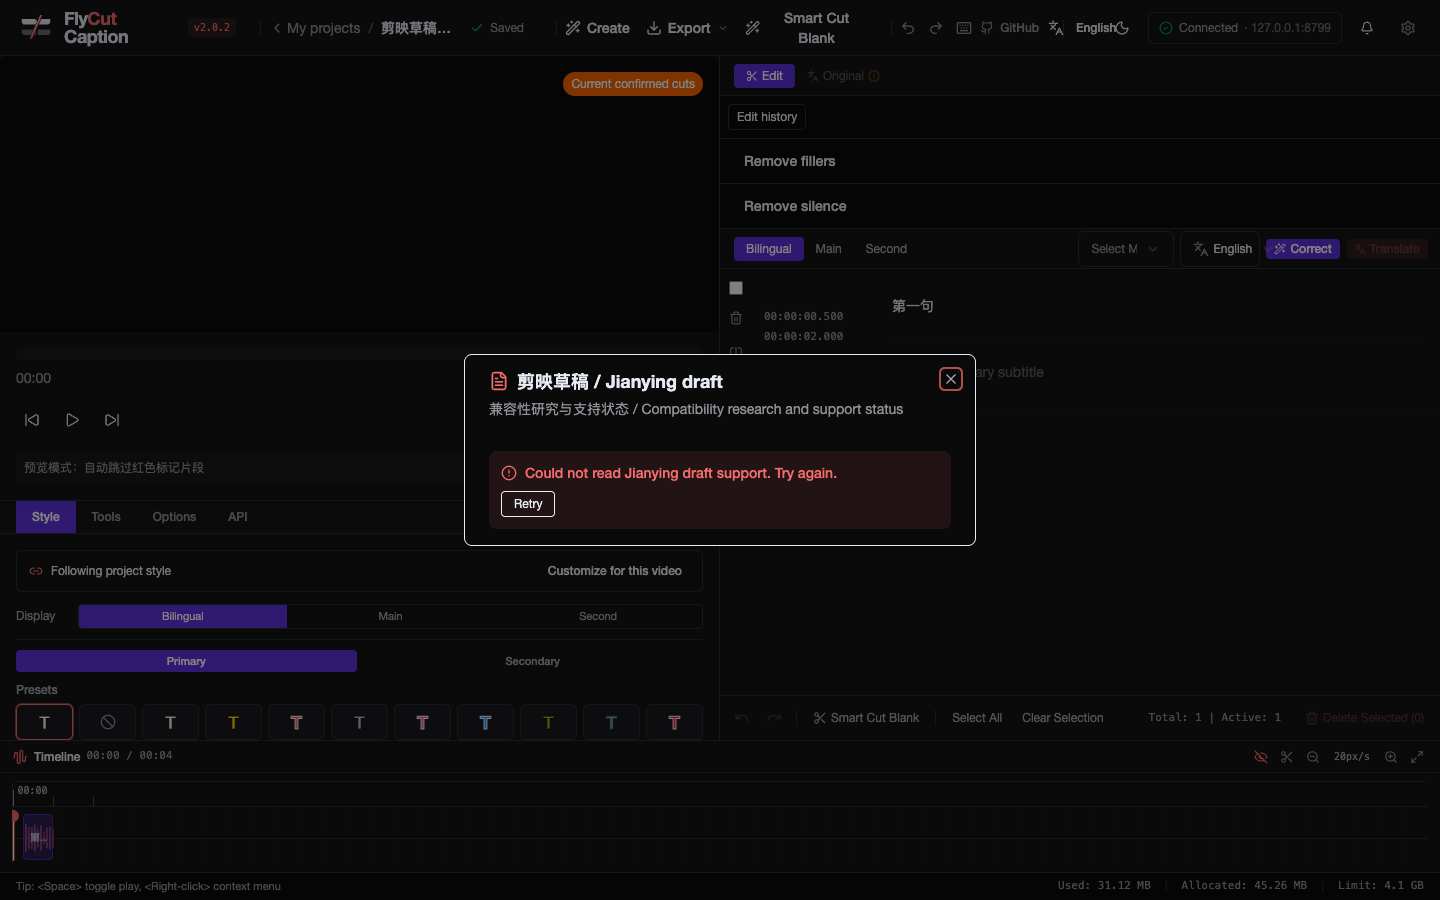 FlyCut
Caption
v2.0.2
My projects / 剪映草稿...
Saved
Create
Export
Smart Cut
Blank
GitHub
English
Connected · 127.0.0.1:8799
Current confirmed cuts
Edit
Original
Edit history
Remove fillers
Remove silence
Bilingual
Main
Second
Select M
English
Correct
Translate
第一句
00:00:00.500
00:00:02.000
ary subtitle
00:00
预览模式：自动跳过红色标记片段
剪映草稿 / Jianying draft
兼容性研究与支持状态 / Compatibility research and support status
Could not read Jianying draft support. Try again.
Retry
Style
Tools
Options
API
Following project style
Customize for this video
Display
Bilingual
Main
Second
Primary
Secondary
Presets
T
T
T
T
T
T
T
T
T
T
Smart Cut Blank
Select All
Clear Selection
Total: 1 | Active: 1
Delete Selected (0)
Timeline
00:00 / 00:04
20px/s
00:00
Tip: <Space> toggle play, <Right-click> context menu
Used: 31.12 MB
Allocated: 45.26 MB
Limit: 4.1 GB